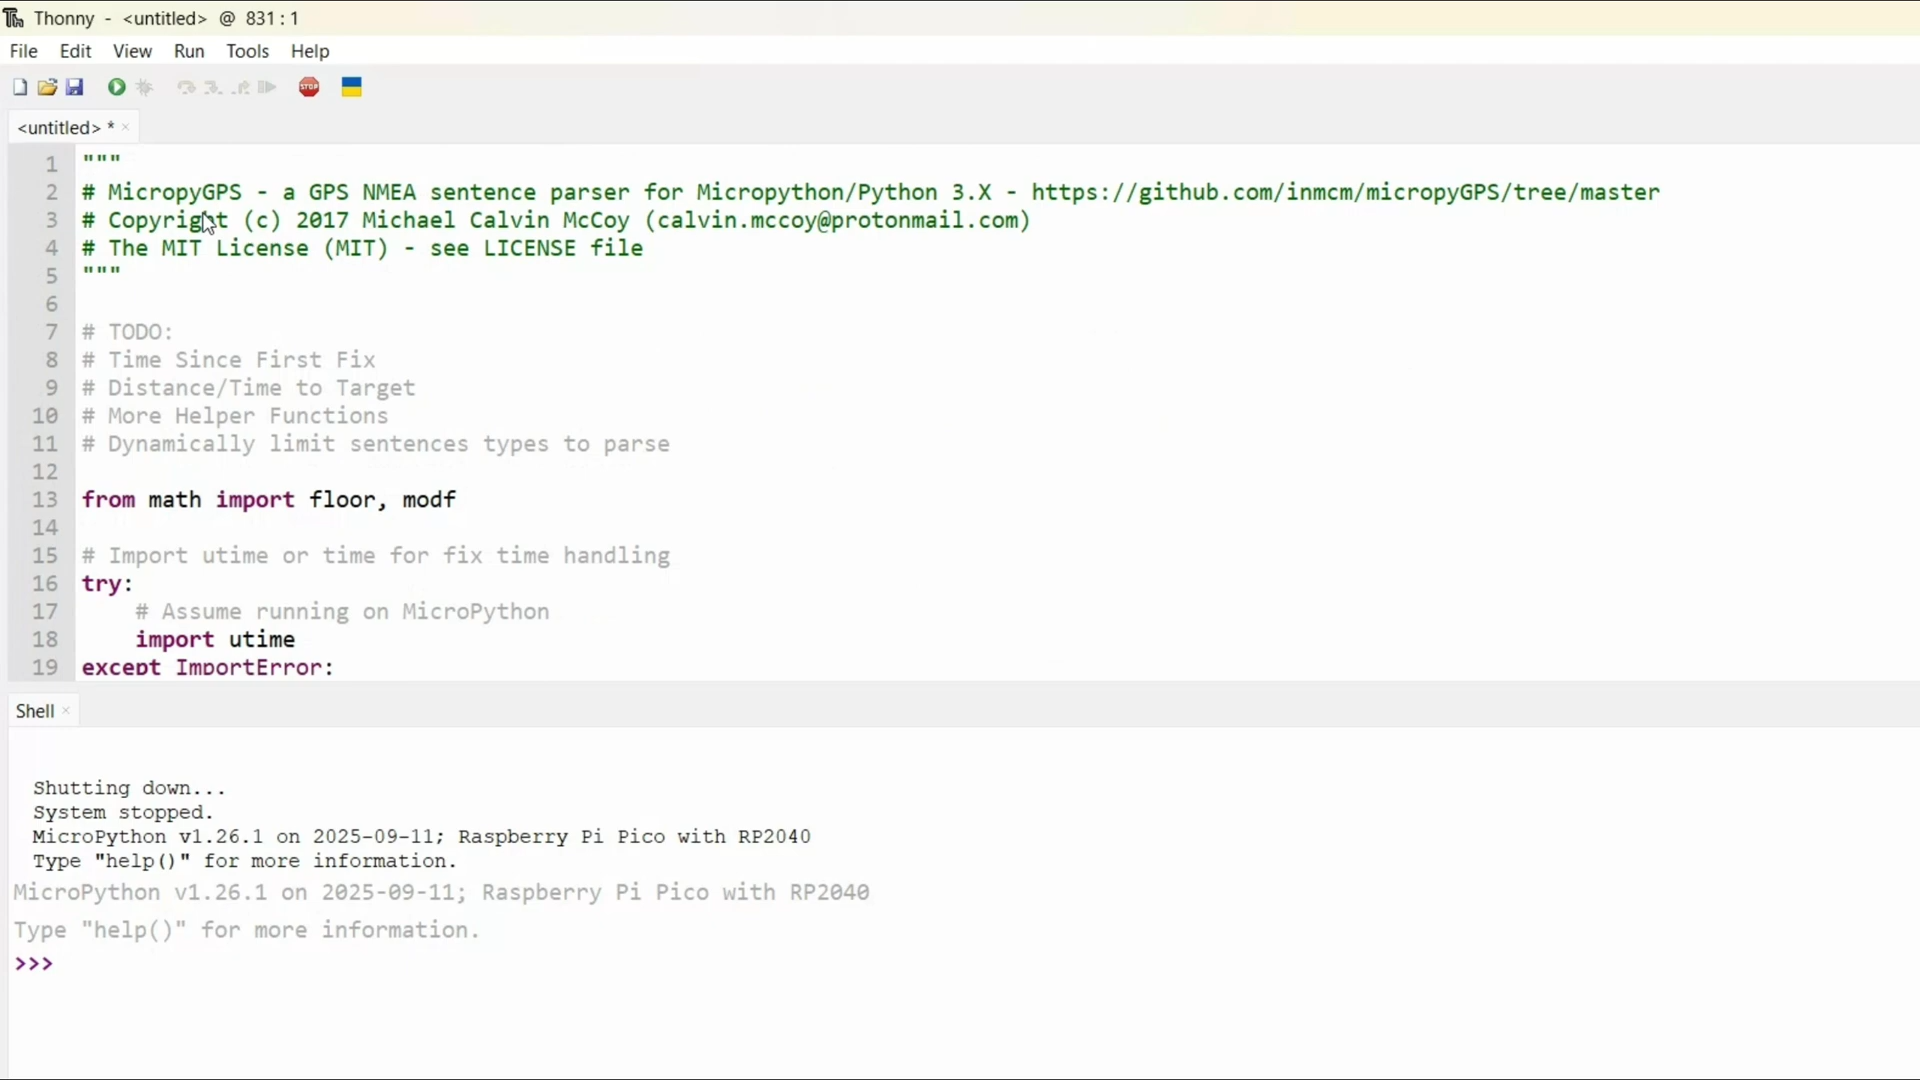 Thonny - <untitled> @ 831 : 1
File Edit View Run Tools Help
STOP
<untitled> * ×
1 """
2 # MicropyGPS - a GPS NMEA sentence parser for Micropython/Python 3.X - https://github.com/inmcm/micropyGPS/tree/master
3 # Copyright (c) 2017 Michael Calvin McCoy (calvin.mccoy@protonmail.com)
4 # The MIT License (MIT) - see LICENSE file
5 """
6
7 # TODO:
8 # Time Since First Fix
9 # Distance/Time to Target
10 # More Helper Functions
11 # Dynamically limit sentences types to parse
12
13 from math import floor, modf
14
15 # Import utime or time for fix time handling
16 try:
17     # Assume running on MicroPython
18     import utime
19 except ImportError:
Shell ×
Shutting down...
System stopped.
MicroPython v1.26.1 on 2025-09-11; Raspberry Pi Pico with RP2040
Type "help()" for more information.
MicroPython v1.26.1 on 2025-09-11; Raspberry Pi Pico with RP2040
Type "help()" for more information.
>>>